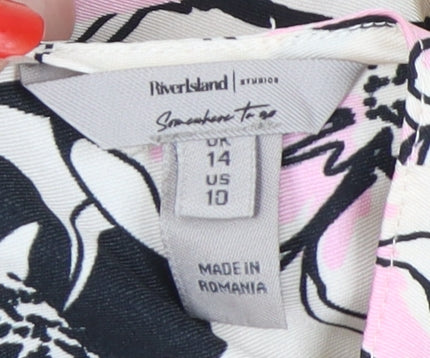 RiverIsland | STUDIOS
Somewhere to go
UK
14
US
10
MADE IN
ROMANIA